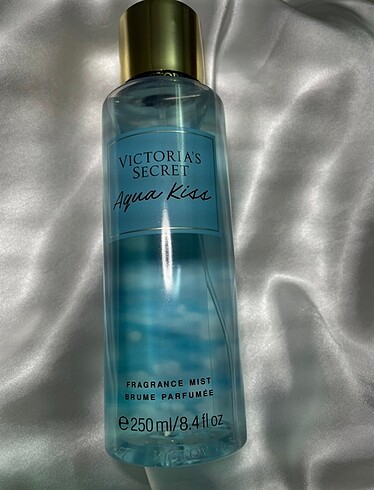 VICTORIA'S
SECRET
Aqua Kiss
FRAGRANCE MIST
BRUME PARFUMÉE
℮250 ml/8.4 fl oz